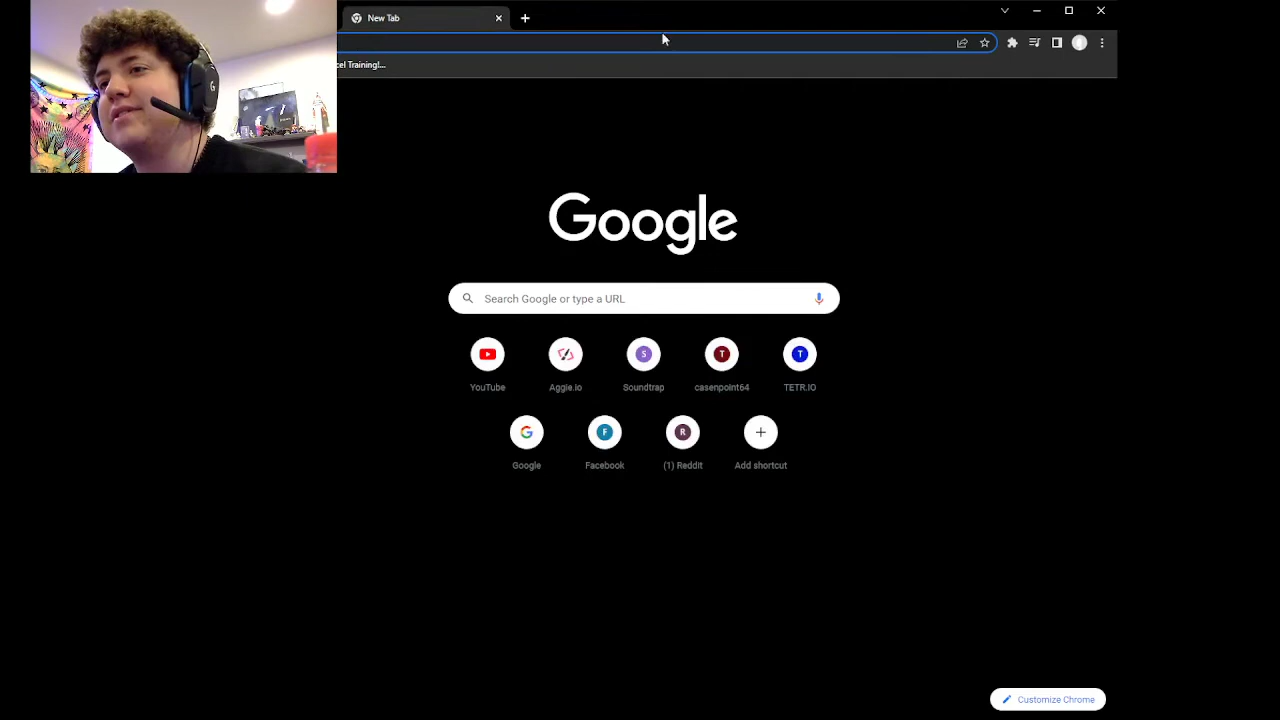 New Tab
cel Training!...
Google
Search Google or type a URL
YouTube
Aggie.io
S
Soundtrap
T
casenpoint64
T
TETR.IO
G
Google
F
Facebook
R
(1) Reddit
Add shortcut
Customize Chrome